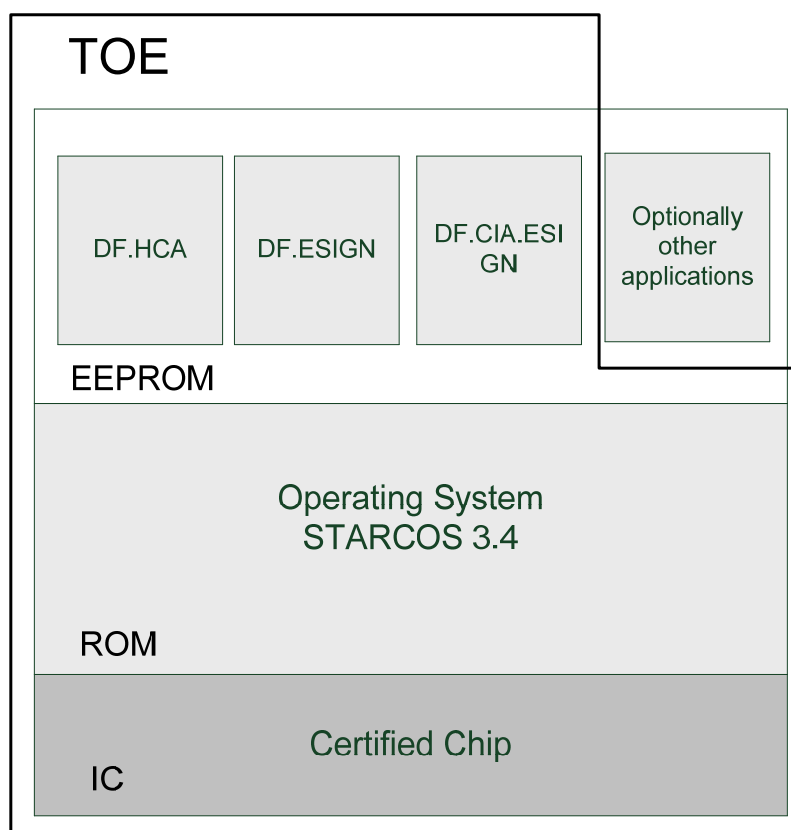 TOE
DF.HCA
DF.ESIGN
DF.CIA.ESI
GN
Optionally
other
applications
EEPROM
Operating System
STARCOS 3.4
ROM
Certified Chip
IC